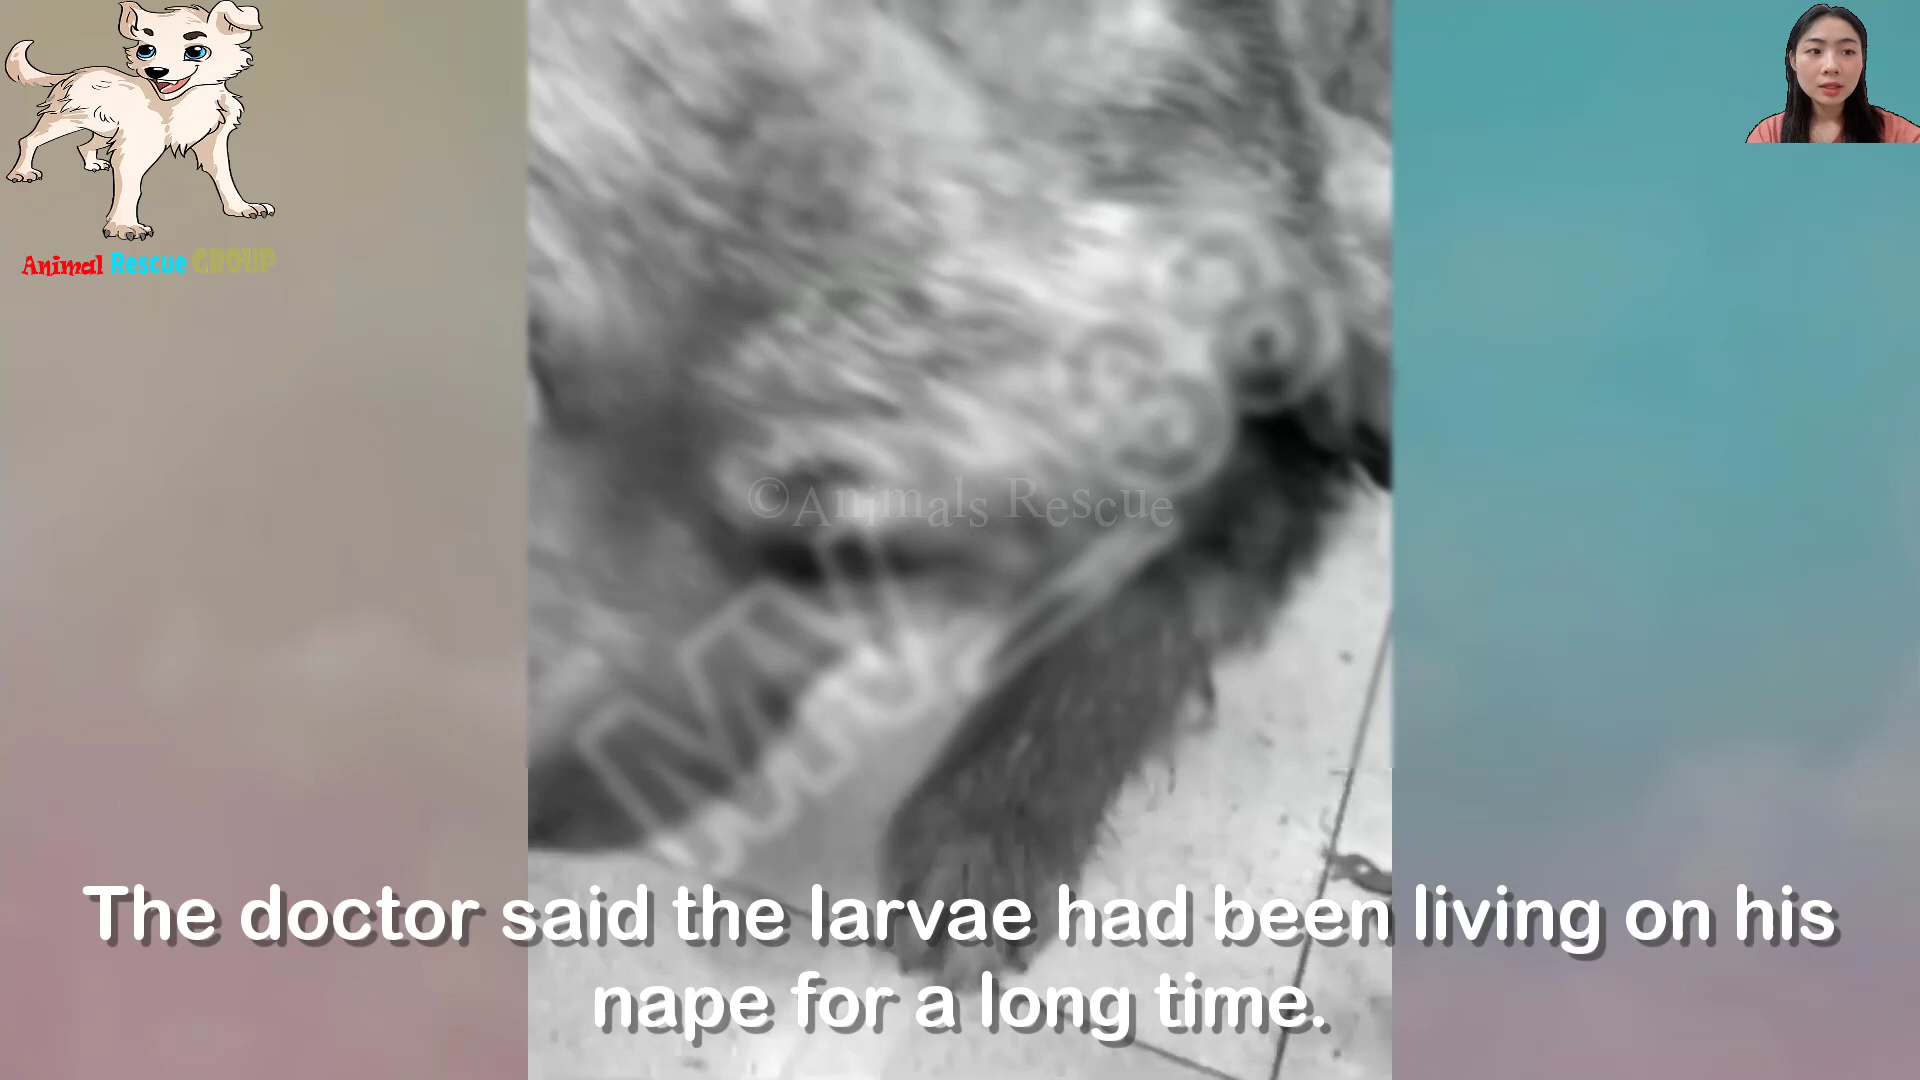 Animal Rescue GROUP
©Animals Rescue
The doctor said the larvae had been living on his
nape for a long time.